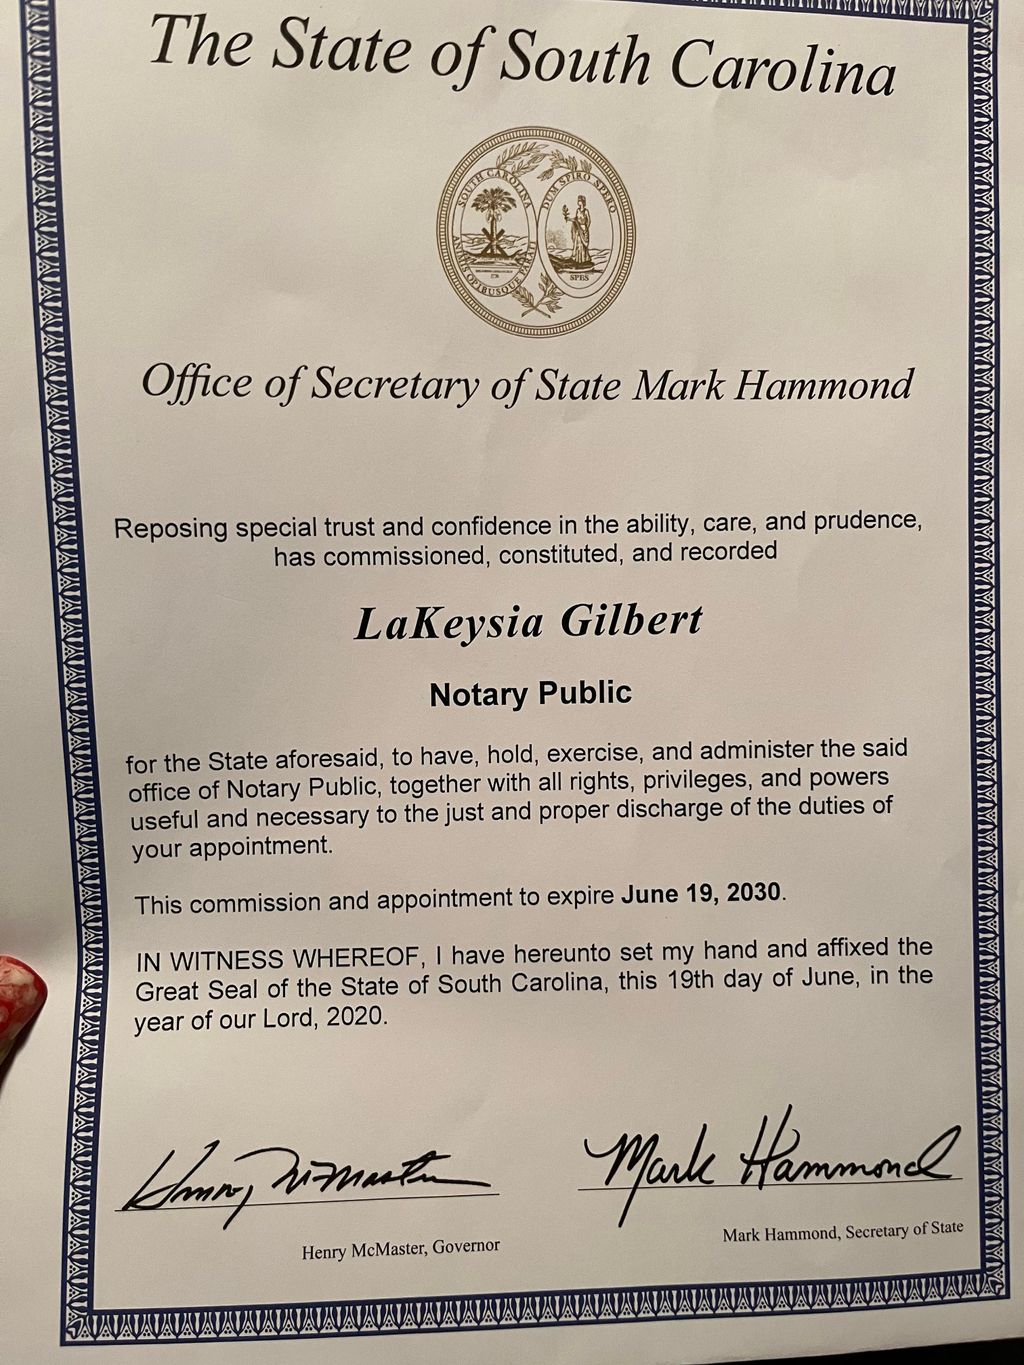 The State of South Carolina
SOUTH CAROLINA
DUM SPIRO SPERO
ANIMIS OPIBUSQUE PARATI
SPES
Office of Secretary of State Mark Hammond
Reposing special trust and confidence in the ability, care, and prudence,
has commissioned, constituted, and recorded
LaKeysia Gilbert
Notary Public
for the State aforesaid, to have, hold, exercise, and administer the said
office of Notary Public, together with all rights, privileges, and powers
useful and necessary to the just and proper discharge of the duties of
your appointment.
This commission and appointment to expire June 19, 2030.
IN WITNESS WHEREOF, I have hereunto set my hand and affixed the
Great Seal of the State of South Carolina, this 19th day of June, in the
year of our Lord, 2020.
Henry McMaster
Mark Hammond
Henry McMaster, Governor
Mark Hammond, Secretary of State